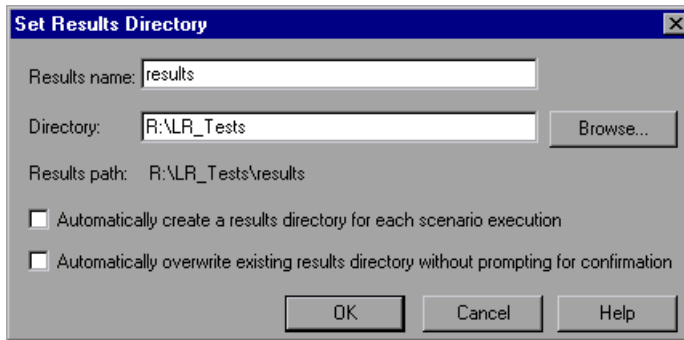 Set Results Directory
Results name: results
Directory: R:\LR_Tests Browse...
Results path: R:\LR_Tests\results
Automatically create a results directory for each scenario execution
Automatically overwrite existing results directory without prompting for confirmation
OK Cancel Help